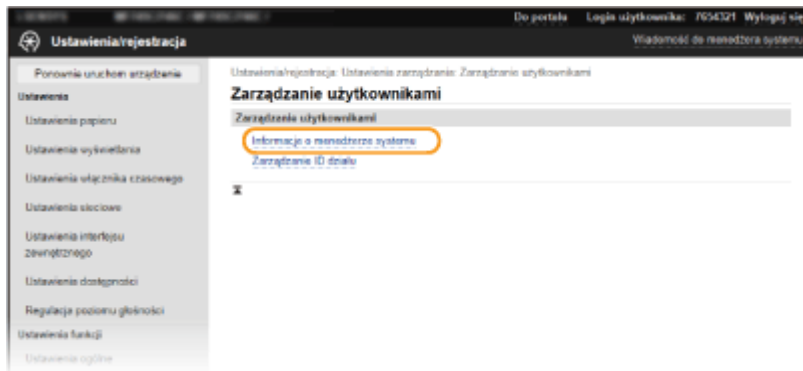 Do portalu Login użytkownika: 7654321 Wyloguj się
Ustawienia/rejestracja
Wiadomość do menedżera systemu
Ponownie uruchom urządzenie
Ustawienia
Ustawienia papieru
Ustawienia wyświetlania
Ustawienia włącznika czasowego
Ustawienia sieciowe
Ustawienia interfejsu
zewnętrznego
Ustawienia dostępności
Regulacja poziomu głośności
Ustawienia funkcji
Ustawienia ogólne
Ustawienia/rejestracja: Ustawienia zarządzania: Zarządzanie użytkownikami
Zarządzanie użytkownikami
Zarządzanie użytkownikami
Informacje o menedżerze systemu
Zarządzanie ID działu